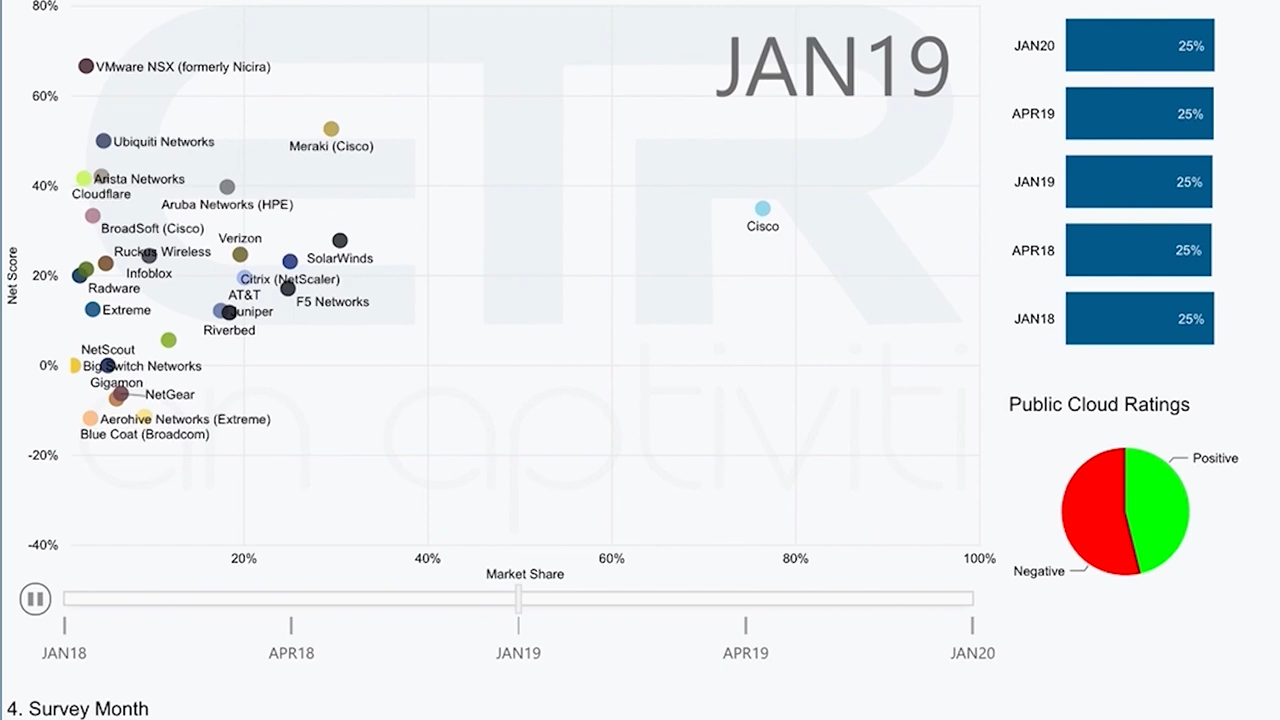 80%
JAN19
JAN20
25%
VMware NSX (formerly Nicira)
60%
APR19
25%
Ubiquiti Networks
Meraki (Cisco)
40%
Arista Networks
Cloudflare
Aruba Networks (HPE)
JAN19
25%
BroadSoft (Cisco)
Cisco
Verizon
Ruckus Wireless
SolarWinds
APR18
25%
Net Score
20%
Infoblox
Citrix (NetScaler)
Radware
AT&T
F5 Networks
Extreme
Juniper
Riverbed
JAN18
25%
NetScout
0%
Big Switch Networks
Gigamon
NetGear
Aerohive Networks (Extreme)
Blue Coat (Broadcom)
Public Cloud Ratings
-20%
Positive
Negative
-40%
20%
40%
60%
80%
100%
Market Share
JAN18
APR18
JAN19
APR19
JAN20
4. Survey Month
ETR
an aptiviti